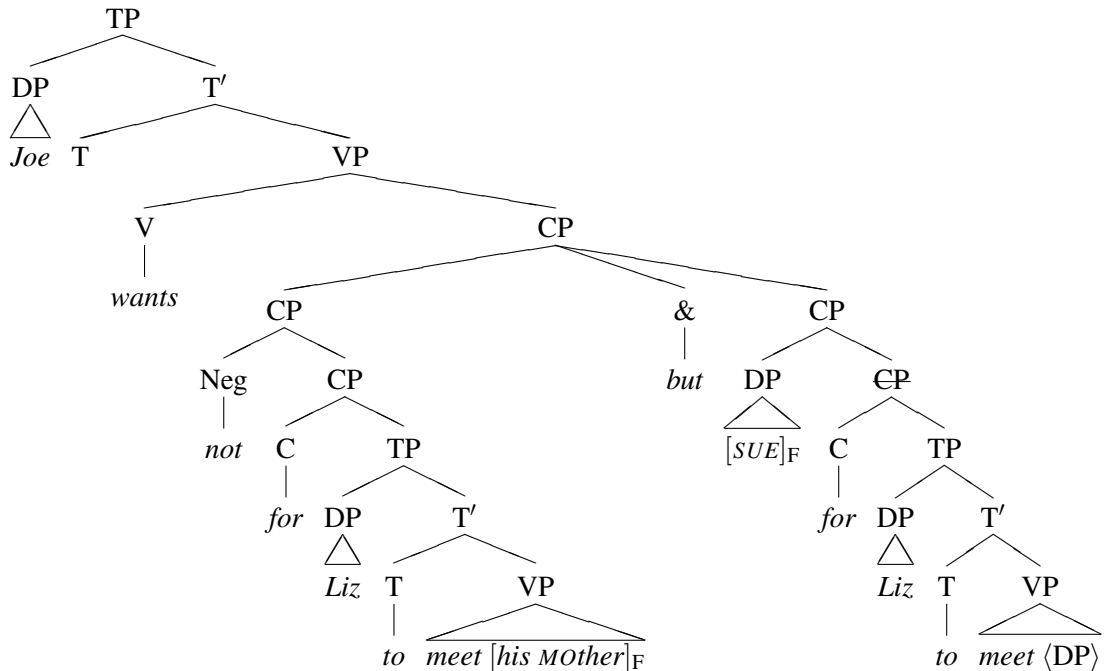 TP
DP T′
Joe T VP
V CP
wants
CP & CP
Neg CP but DP CP
not C TP [SUE]F C TP
for DP T′ for DP T′
Liz T VP Liz T VP
to meet [his MOther]F to meet ⟨DP⟩